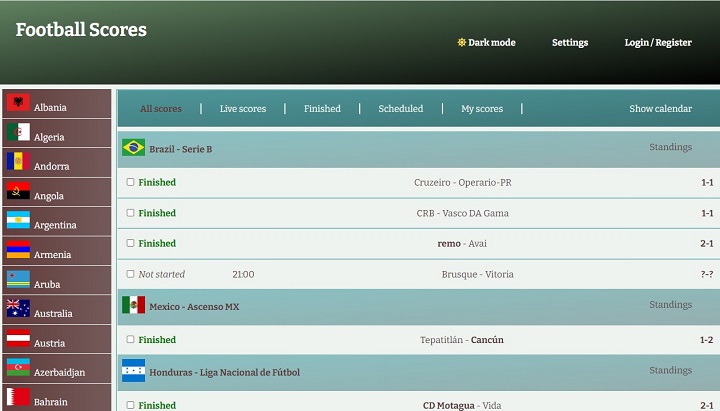 Football Scores
Dark mode Settings Login / Register
Albania
Algeria
Andorra
Angola
Argentina
Armenia
Aruba
Australia
Austria
Azerbaidjan
Bahrain
All scores | Live scores | Finished | Scheduled | My scores | Show calendar
Brazil - Serie B Standings
Finished Cruzeiro - Operario-PR 1-1
Finished CRB - Vasco DA Gama 1-1
Finished remo - Avai 2-1
Not started 21:00 Brusque - Vitoria ?-?
Mexico - Ascenso MX Standings
Finished Tepatitlán - Cancún 1-2
Honduras - Liga Nacional de Fútbol Standings
Finished CD Motagua - Vida 2-1